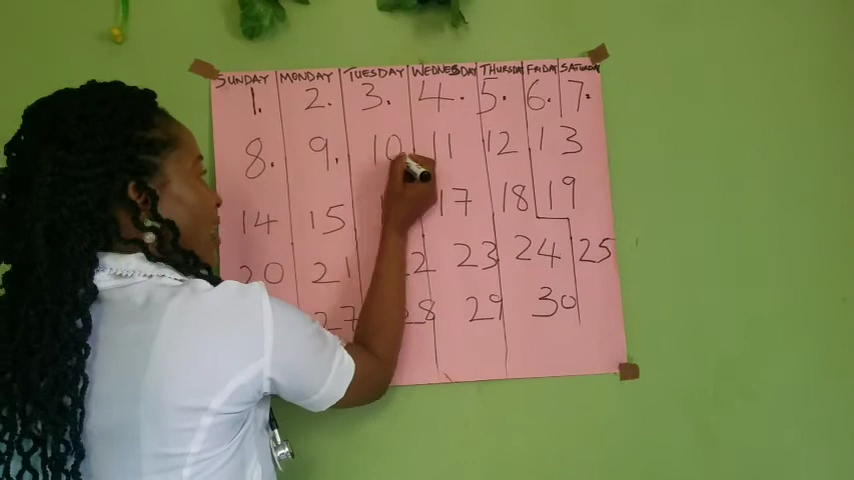 SUNDAY MONDAY TUESDAY WEDNESDAY THURSDAY FRIDAY SATURDAY
1. 2. 3. 4. 5. 6. 7.
8. 9. 10 11 12 13
14 15 17 18 19
20 21 23 24 25
27 28 29 30